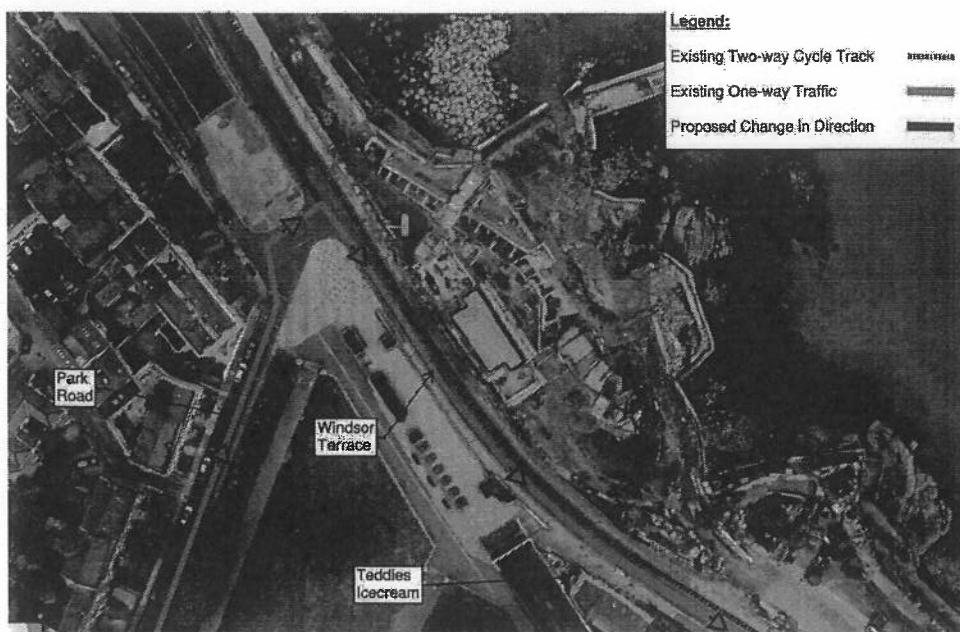 Legend:
Existing Two-way Cycle Track
Existing One-way Traffic
Proposed Change in Direction
Park
Road
Windsor
Terrace
Teddies
Icecream